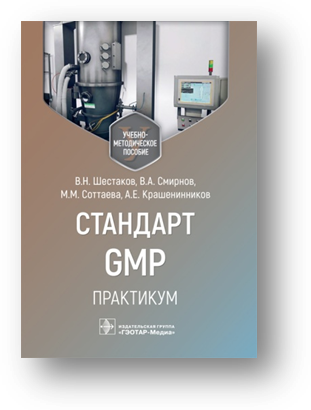 УЧЕБНО-
МЕТОДИЧЕСКОЕ
ПОСОБИЕ
В.Н. Шестаков, В.А. Смирнов,
М.М. Соттаева, А.Е. Крашенинников
СТАНДАРТ
GMP
ПРАКТИКУМ
ИЗДАТЕЛЬСКАЯ ГРУППА
«ГЭОТАР-Медиа»